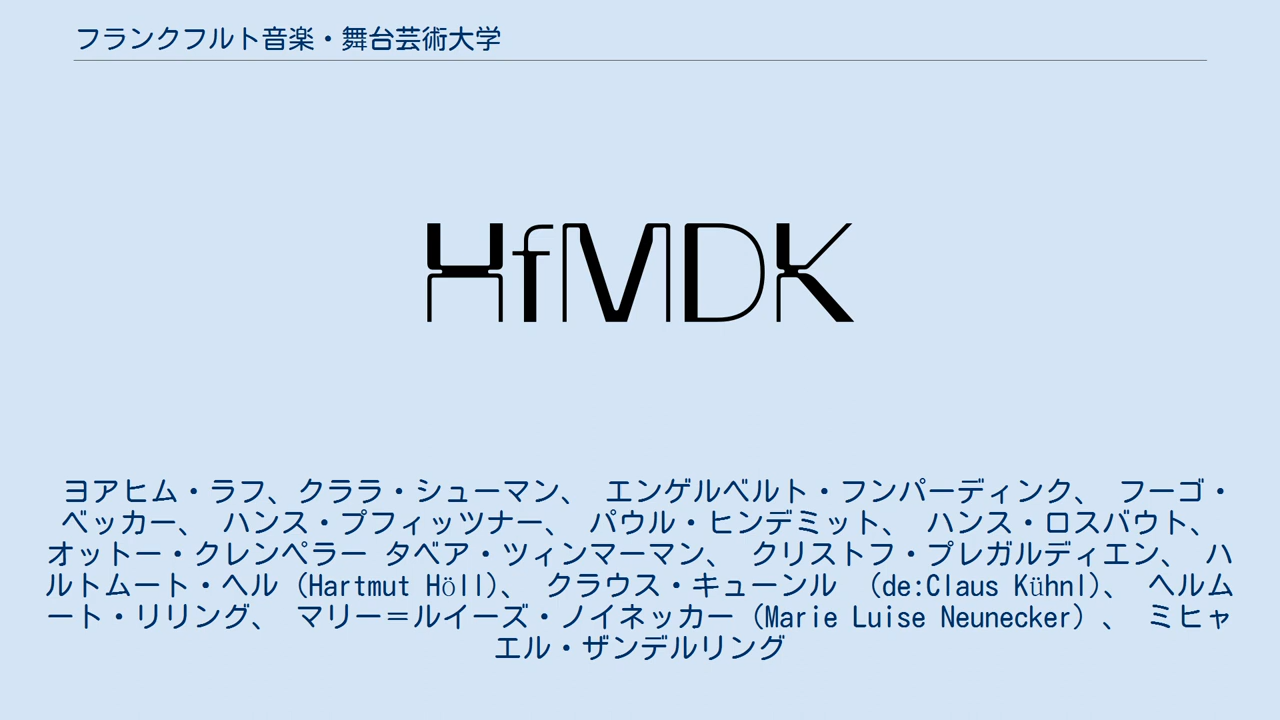 フランクフルト音楽・舞台芸術大学
HfMDK
ヨアヒム・ラフ、クララ・シューマン、 エンゲルベルト・フンパーディンク、 フーゴ・
ベッカー、 ハンス・プフィッツナー、 パウル・ヒンデミット、 ハンス・ロスバウト、
オットー・クレンペラー タベア・ツィンマーマン、 クリストフ・プレガルディエン、 ハ
ルトムート・ヘル（Hartmut Höll）、 クラウス・キューンル （de:Claus Kühnl）、 ヘルム
ート・リリング、 マリー＝ルイーズ・ノイネッカー（Marie Luise Neunecker）、 ミヒャ
エル・ザンデルリング